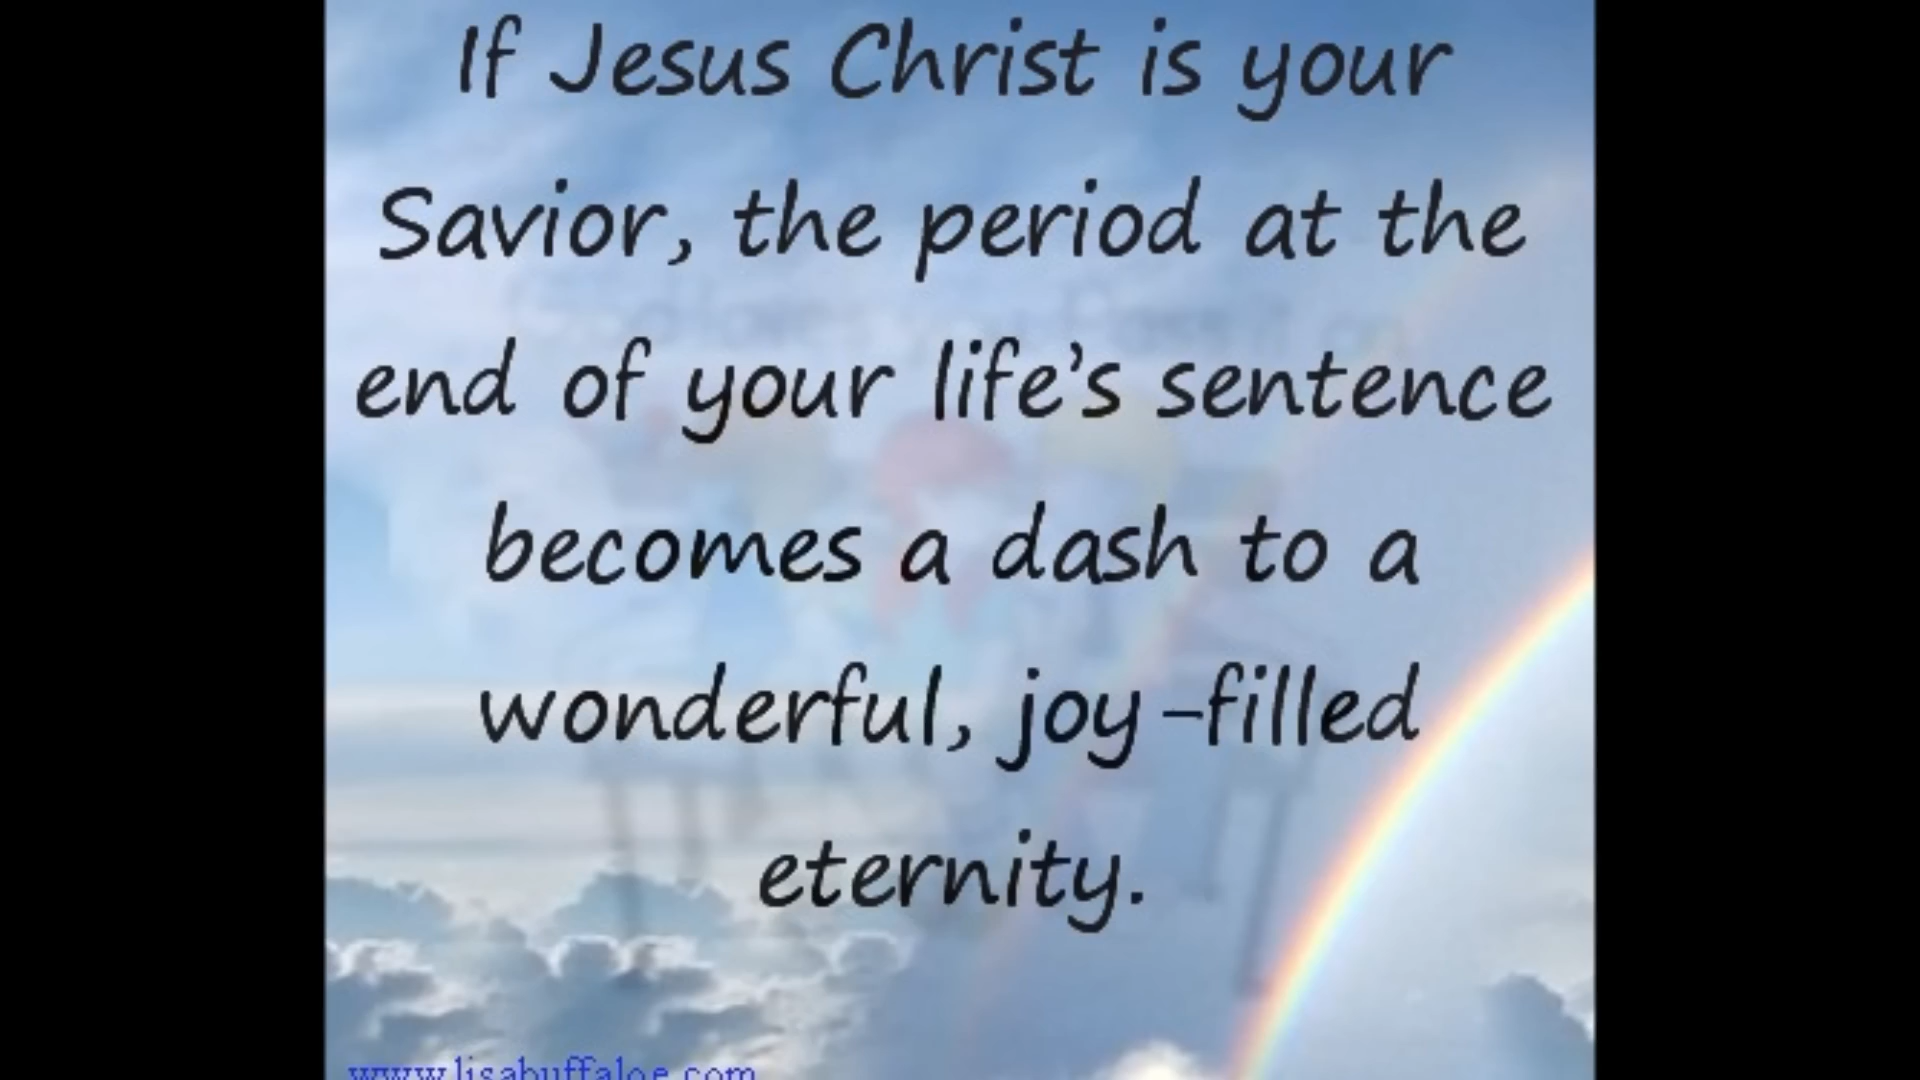 If Jesus Christ is your
Savior, the period at the
end of your life's sentence
becomes a dash to a
wonderful, joy-filled
eternity.
www.lisabuffaloe.com